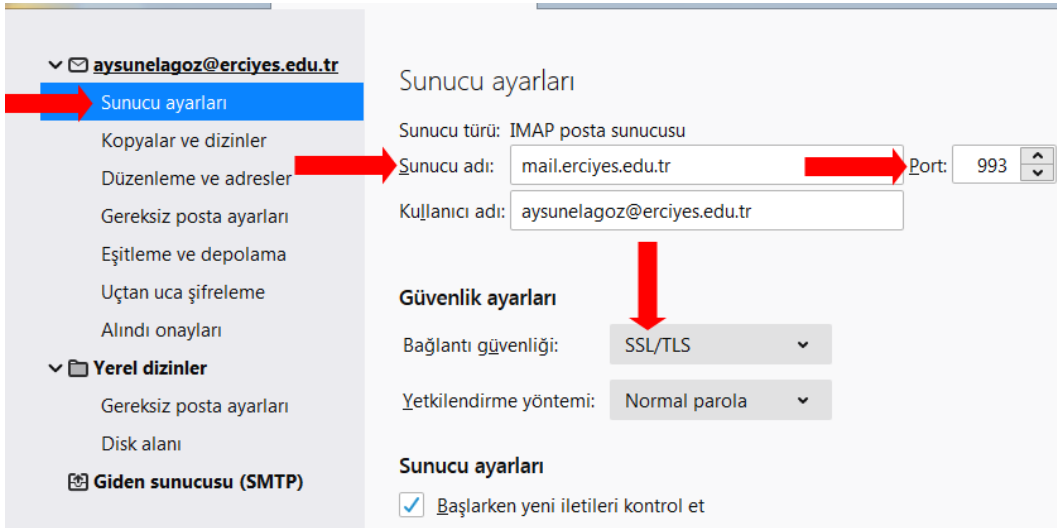 aysunelagoz@erciyes.edu.tr
Sunucu ayarları
Kopyalar ve dizinler
Düzenleme ve adresler
Gereksiz posta ayarları
Eşitleme ve depolama
Uçtan uca şifreleme
Alındı onayları
Yerel dizinler
Gereksiz posta ayarları
Disk alanı
Giden sunucusu (SMTP)
Sunucu ayarları
Sunucu türü: IMAP posta sunucusu
Sunucu adı: mail.erciyes.edu.tr Port: 993
Kullanıcı adı: aysunelagoz@erciyes.edu.tr
Güvenlik ayarları
Bağlantı güvenliği: SSL/TLS
Yetkilendirme yöntemi: Normal parola
Sunucu ayarları
Başlarken yeni iletileri kontrol et